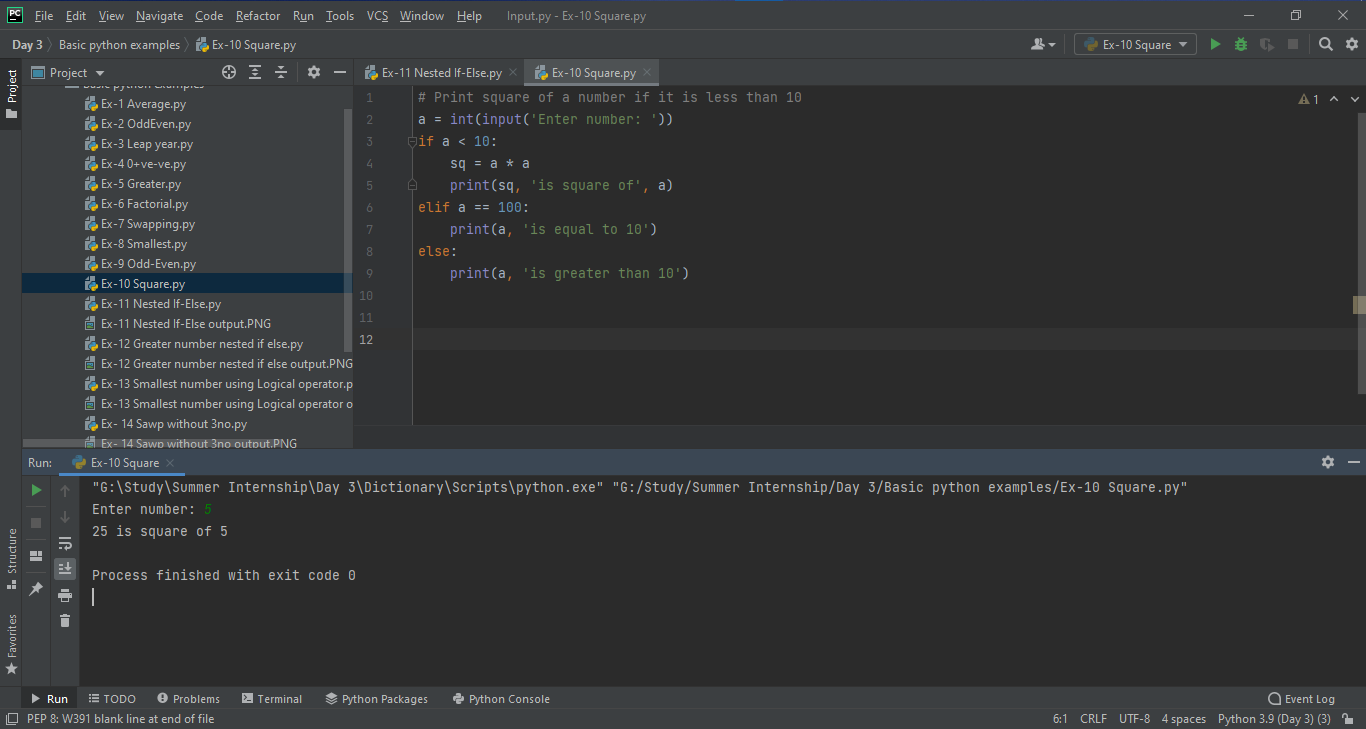 PC File Edit View Navigate Code Refactor Run Tools VCS Window Help Input.py - Ex-10 Square.py
Day 3 Basic python examples Ex-10 Square.py Ex-10 Square
Project
Project
Ex-11 Nested If-Else.py Ex-10 Square.py
Basic python examples
Ex-1 Average.py
Ex-2 OddEven.py
Ex-3 Leap year.py
Ex-4 0+ve-ve.py
Ex-5 Greater.py
Ex-6 Factorial.py
Ex-7 Swapping.py
Ex-8 Smallest.py
Ex-9 Odd-Even.py
Ex-10 Square.py
Ex-11 Nested If-Else.py
Ex-11 Nested If-Else output.PNG
Ex-12 Greater number nested if else.py
Ex-12 Greater number nested if else output.PNG
Ex-13 Smallest number using Logical operator.p
Ex-13 Smallest number using Logical operator o
Ex- 14 Sawp without 3no.py
Ex- 14 Sawp without 3no output.PNG
1 # Print square of a number if it is less than 10
1
2 a = int(input('Enter number: '))
3 if a < 10:
4 sq = a * a
5 print(sq, 'is square of', a)
6 elif a == 100:
7 print(a, 'is equal to 10')
8 else:
9 print(a, 'is greater than 10')
10
11
12
Run: Ex-10 Square
"G:\Study\Summer Internship\Day 3\Dictionary\Scripts\python.exe" "G:/Study/Summer Internship/Day 3/Basic python examples/Ex-10 Square.py"
Enter number: 5
25 is square of 5
Process finished with exit code 0
Structure
Favorites
Run TODO Problems Terminal Python Packages Python Console Event Log
PEP 8: W391 blank line at end of file 6:1 CRLF UTF-8 4 spaces Python 3.9 (Day 3) (3)